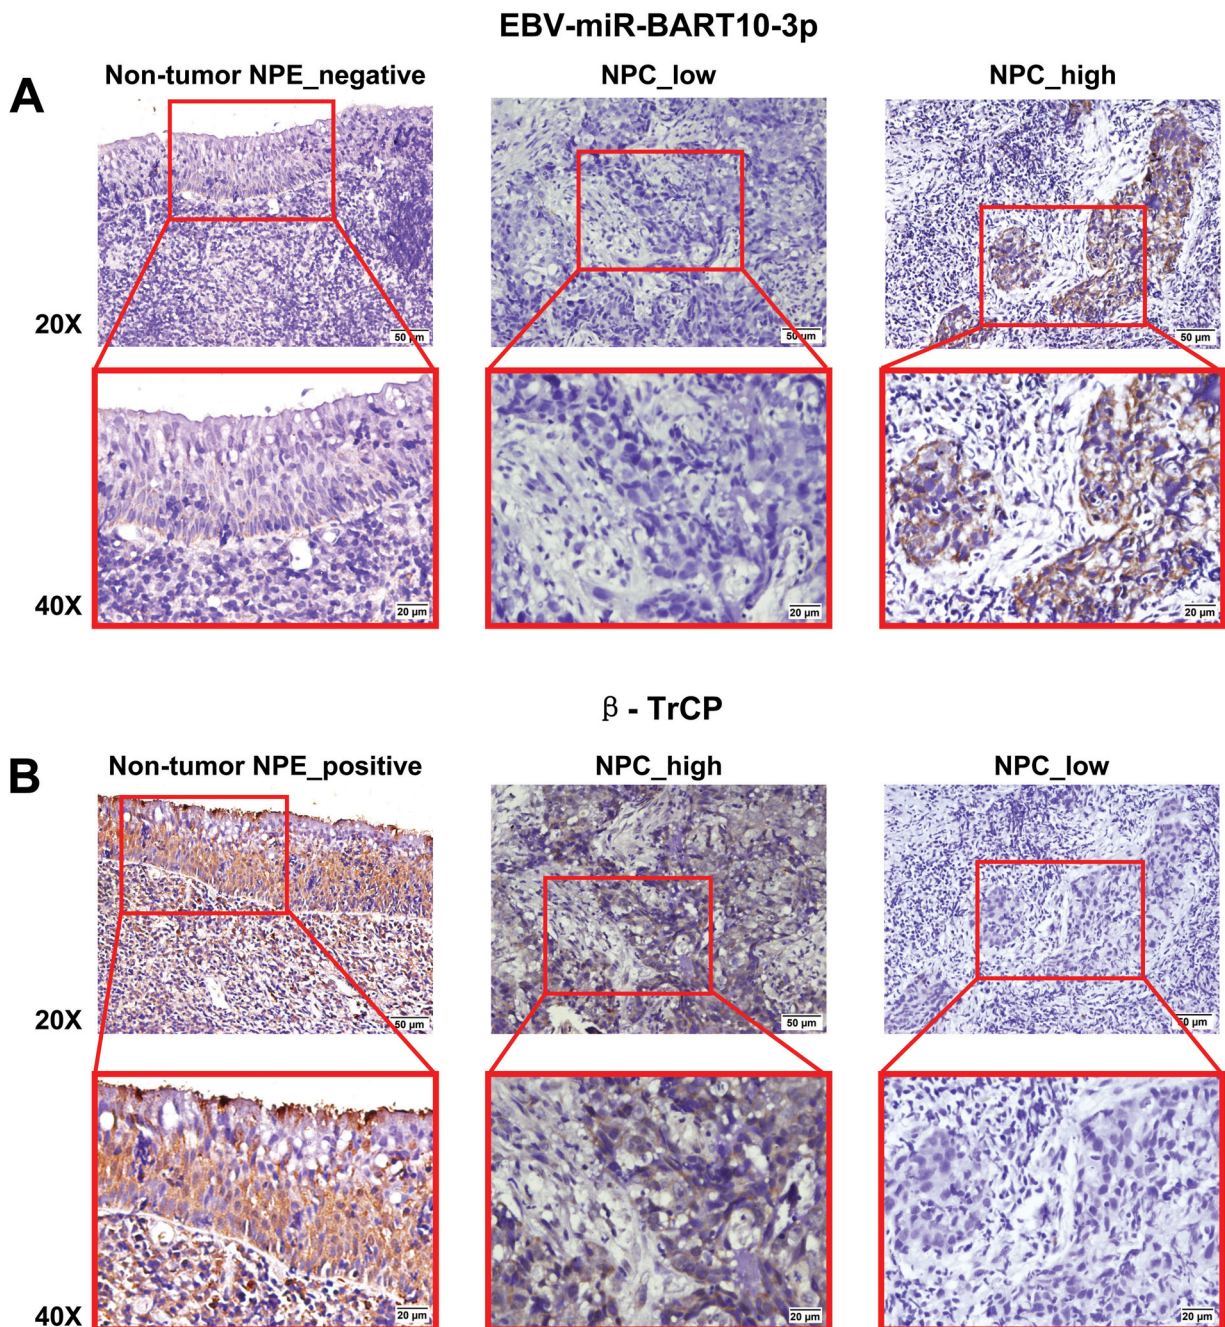 EBV-miR-BART10-3p
A
Non-tumor NPE_negative
NPC_low
NPC_high
20X
50 µm
50 µm
50 µm
40X
20 µm
20 µm
20 µm
β - TrCP
B
Non-tumor NPE_positive
NPC_high
NPC_low
20X
50 µm
50 µm
50 µm
40X
20 µm
20 µm
20 µm